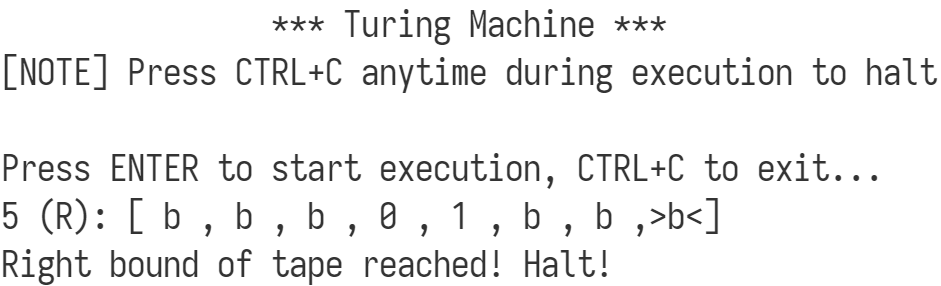 *** Turing Machine ***
[NOTE] Press CTRL+C anytime during execution to halt
Press ENTER to start execution, CTRL+C to exit...
5 (R): [ b , b , b , 0 , 1 , b , b ,>b<]
Right bound of tape reached! Halt!